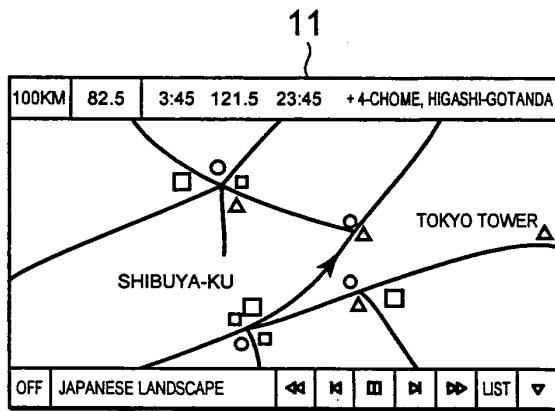 11
100KM 82.5 3:45 121.5 23:45 + 4-CHOME, HIGASHI-GOTANDA
TOKYO TOWER
SHIBUYA-KU
OFF JAPANESE LANDSCAPE LIST